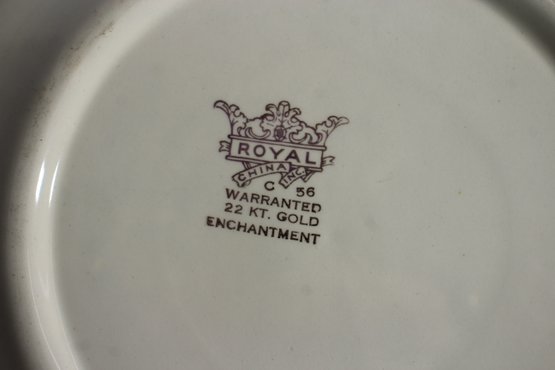 ROYAL
CHINA INC.
C 56
WARRANTED
22 KT. GOLD
ENCHANTMENT